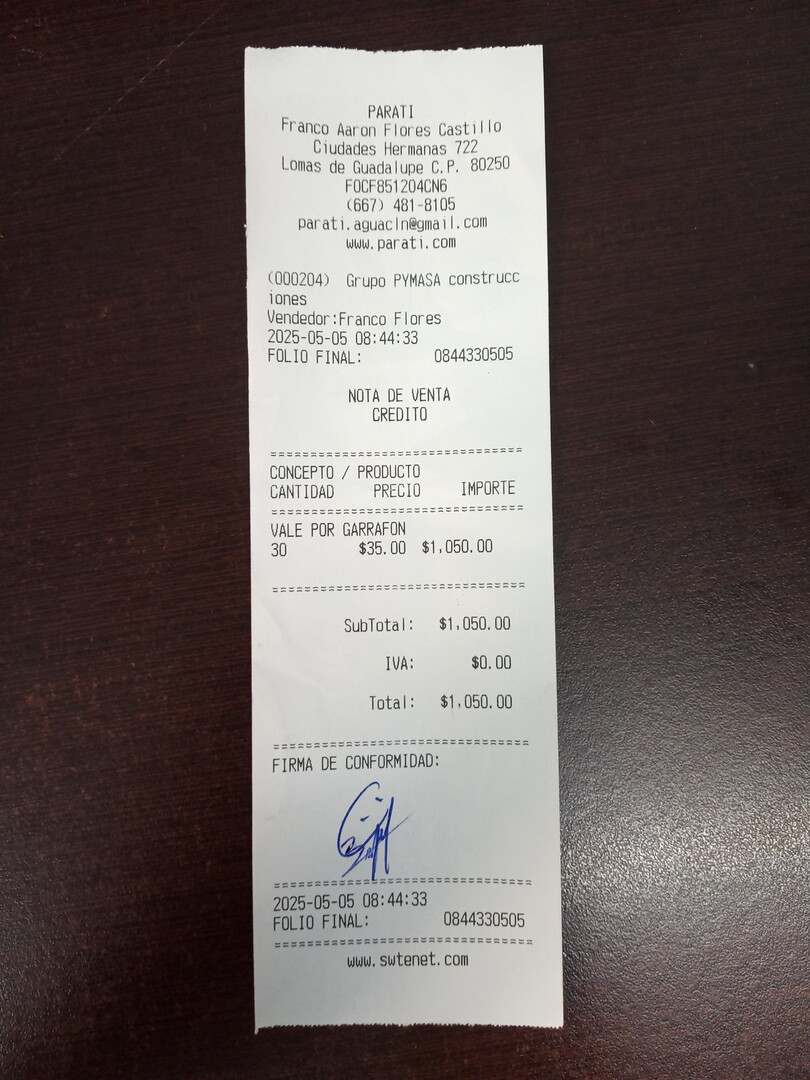 PARATI
Franco Aaron Flores Castillo
Ciudades Hermanas 722
Lomas de Guadalupe C.P. 80250
FOCF851204CN6
(667) 481-8105
parati.aguacln@gmail.com
www.parati.com
(000204) Grupo PYMASA construcc
iones
Vendedor:Franco Flores
2025-05-05 08:44:33
FOLIO FINAL: 0844330505
NOTA DE VENTA
CREDITO
================================
CONCEPTO / PRODUCTO
CANTIDAD PRECIO IMPORTE
================================
VALE POR GARRAFON
30 $35.00 $1,050.00
================================
SubTotal: $1,050.00
IVA: $0.00
Total: $1,050.00
================================
FIRMA DE CONFORMIDAD:
================================
2025-05-05 08:44:33
FOLIO FINAL: 0844330505
================================
www.swtenet.com